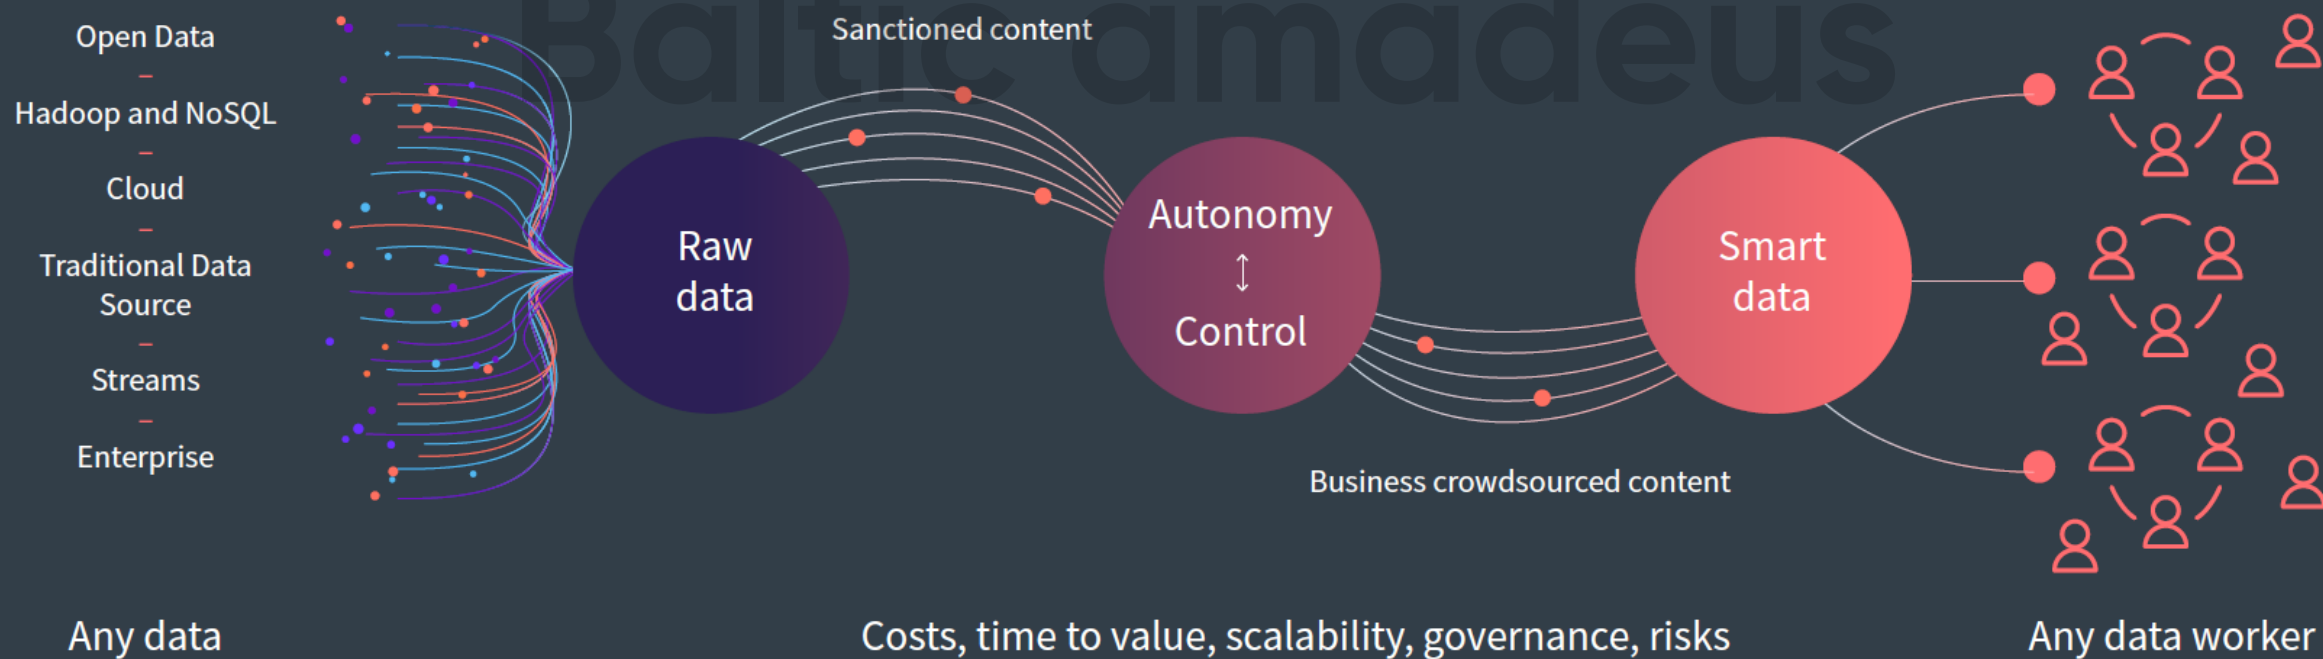 Baltic amadeus
Open Data
Hadoop and NoSQL
Cloud
Traditional Data
Source
Streams
Enterprise
Any data
Raw
data
Sanctioned content
Autonomy
Control
Business crowdsourced content
Smart
data
Costs, time to value, scalability, governance, risks
Any data worker